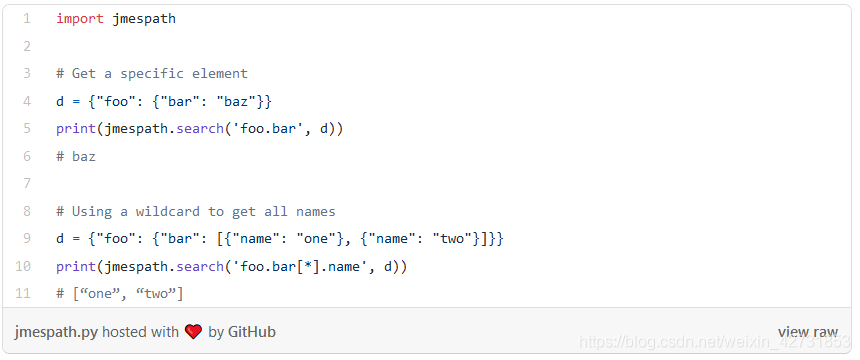 1 import jmespath
2
3 # Get a specific element
4 d = {"foo": {"bar": "baz"}}
5 print(jmespath.search('foo.bar', d))
6 # baz
7
8 # Using a wildcard to get all names
9 d = {"foo": {"bar": [{"name": "one"}, {"name": "two"}]}}
10 print(jmespath.search('foo.bar[*].name', d))
11 # [“one”, “two”]
jmespath.py hosted with ❤ by GitHub view raw
https://blog.csdn.net/weixin_42731853